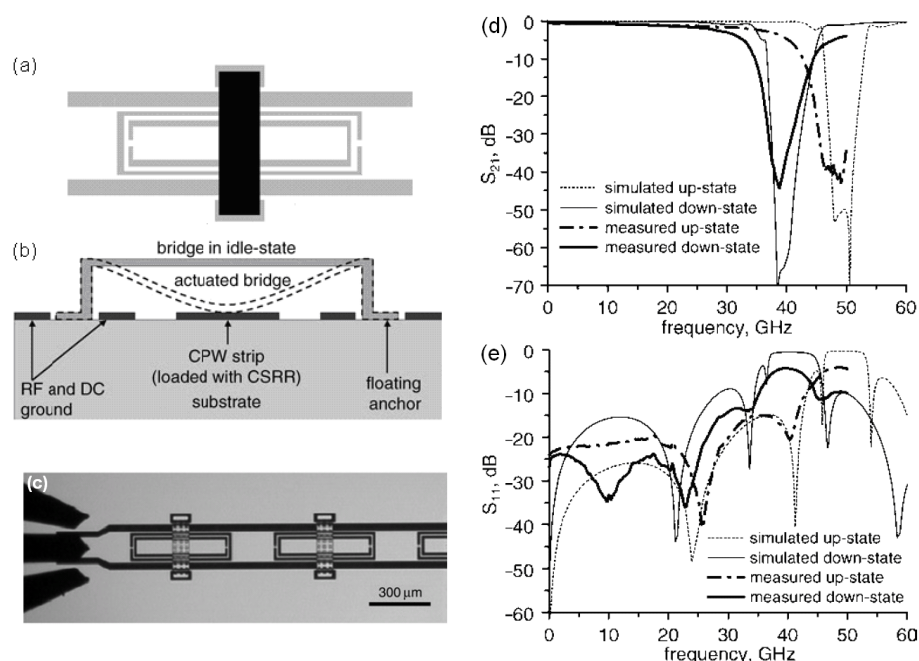 (a)
(b)
bridge in idle-state
actuated bridge
RF and DC
ground
CPW strip
(loaded with CSRR)
substrate
floating
anchor
(c)
300 μm
(d)
0
-10
-20
-30
-40
-50
-60
-70
S21, dB
simulated up-state
simulated down-state
measured up-state
measured down-state
0 10 20 30 40 50 60
frequency, GHz
(e)
0
-10
-20
-30
-40
-50
-60
S11, dB
simulated up-state
simulated down-state
measured up-state
measured down-state
0 10 20 30 40 50 60
frequency, GHz